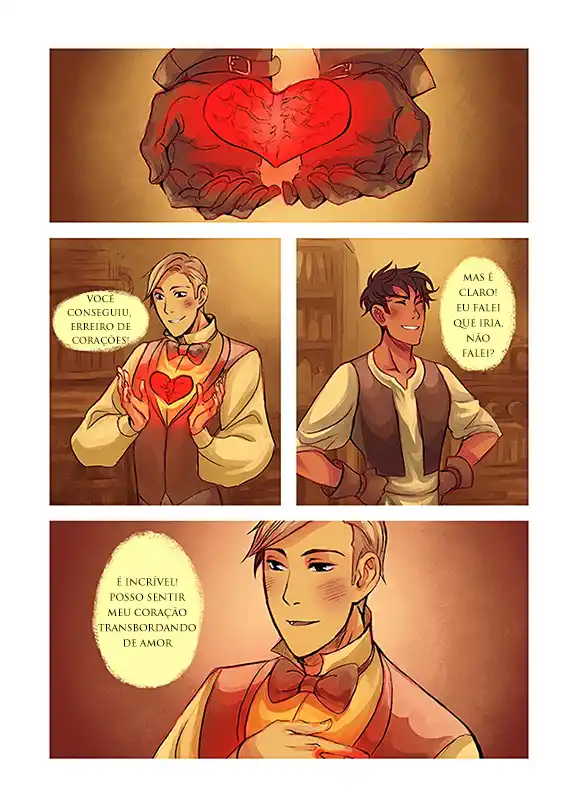 VOCÊ
CONSEGUIU,
ERREIRO DE
CORAÇÕES!
MAS É
CLARO!
EU FALEI
QUE IRIA,
NÃO
FALEI?
É INCRÍVEL!
POSSO SENTIR
MEU CORAÇÃO
TRANSBORDANDO
DE AMOR